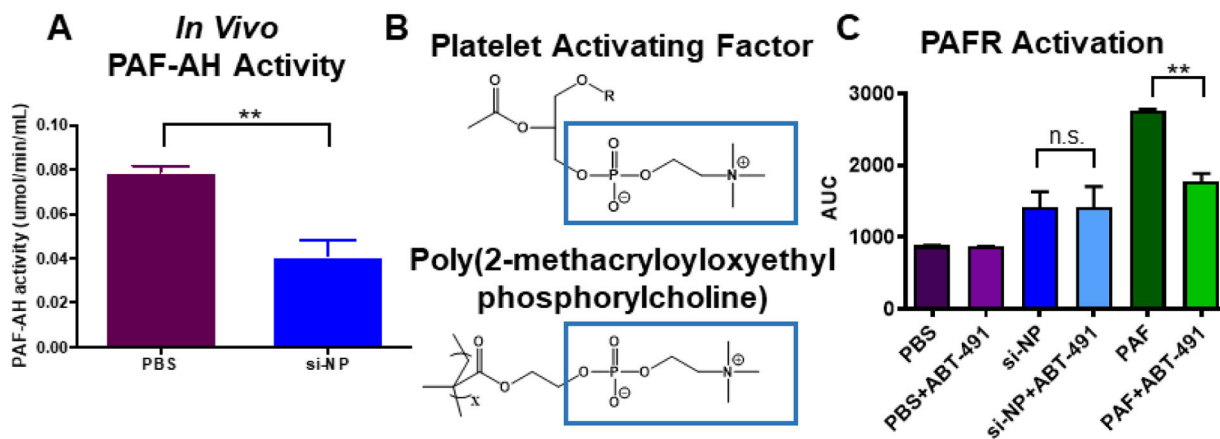 A
In Vivo
PAF-AH Activity
PAF-AH activity (umol/min/mL)
0.10
0.08
0.06
0.04
0.02
0.00
**
PBS
si-NP
B
Platelet Activating Factor
O
O
R
O
O
O
P
O
O
⊖
N
⊕
Poly(2-methacryloyloxyethyl
phosphorylcholine)
x
O
O
O
O
P
O
O
⊖
N
⊕
C
PAFR Activation
AUC
3000
2000
1000
0
n.s.
**
PBS
PBS+ABT-491
si-NP
si-NP+ABT-491
PAF
PAF+ABT-491